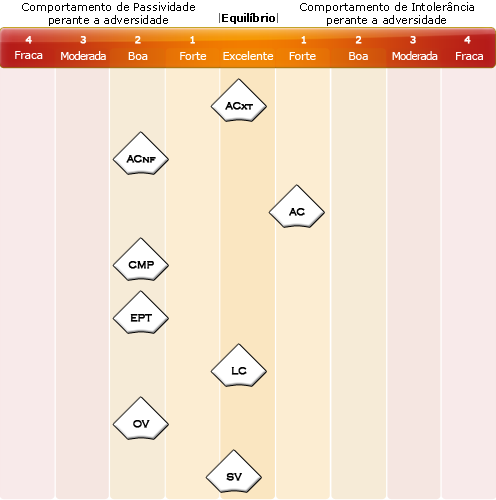 Comportamento de Passividade
perante a adversidade
|Equilíbrio|
Comportamento de Intolerância
perante a adversidade
4 3 2 1 1 2 3 4
Fraca Moderada Boa Forte Excelente Forte Boa Moderada Fraca
ACXT
ACNF
AC
CMP
EPT
LC
OV
SV